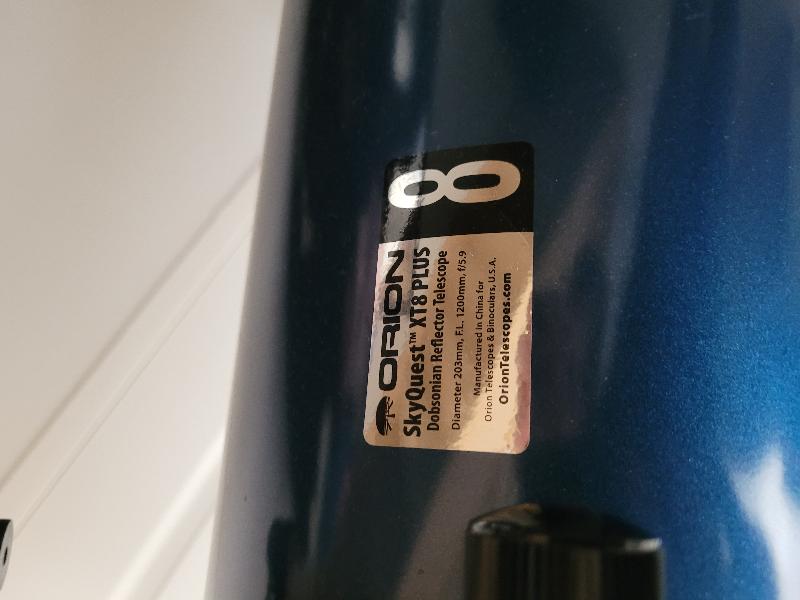 8
ORION
SkyQuest™ XT8 PLUS
Dobsonian Reflector Telescope
Diameter 203mm, F.L. 1200mm, f/5.9
Manufactured in China for
Orion Telescopes & Binoculars, U.S.A.
OrionTelescopes.com